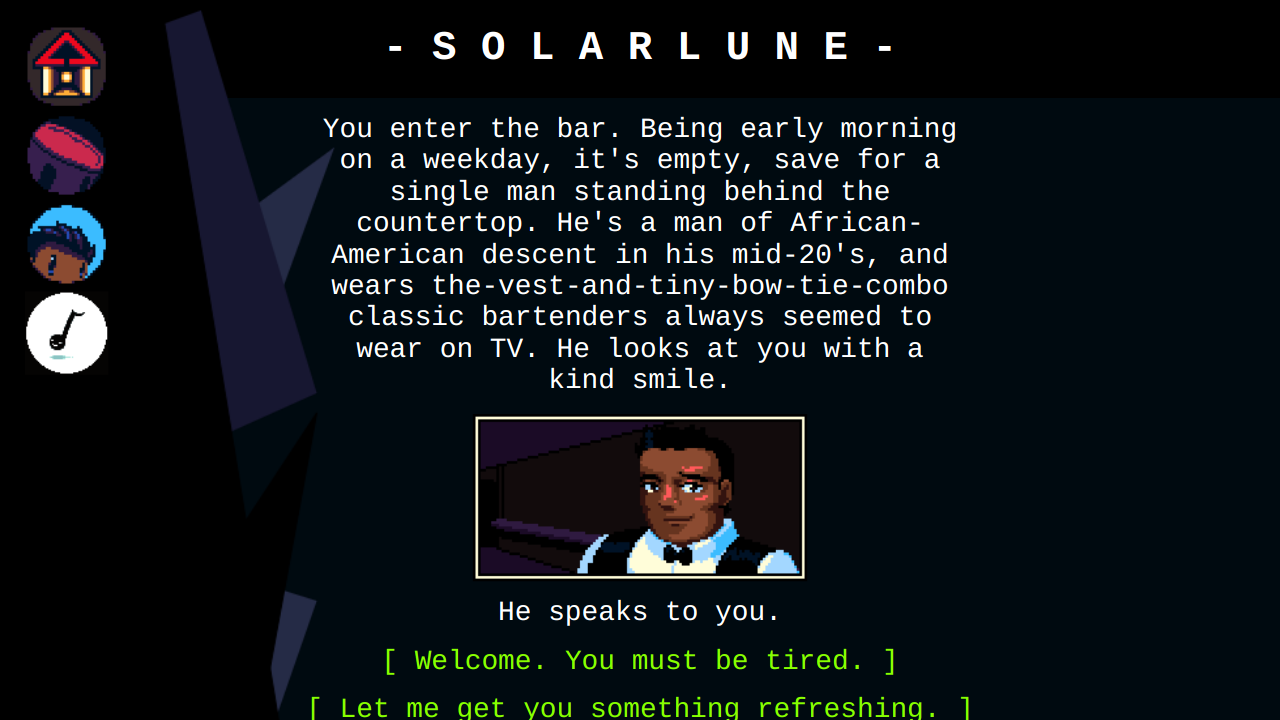 - S O L A R L U N E -
You enter the bar. Being early morning
on a weekday, it's empty, save for a
single man standing behind the
countertop. He's a man of African-
American descent in his mid-20's, and
wears the-vest-and-tiny-bow-tie-combo
classic bartenders always seemed to
wear on TV. He looks at you with a
kind smile.
He speaks to you.
[ Welcome. You must be tired. ]
[ Let me get you something refreshing. ]